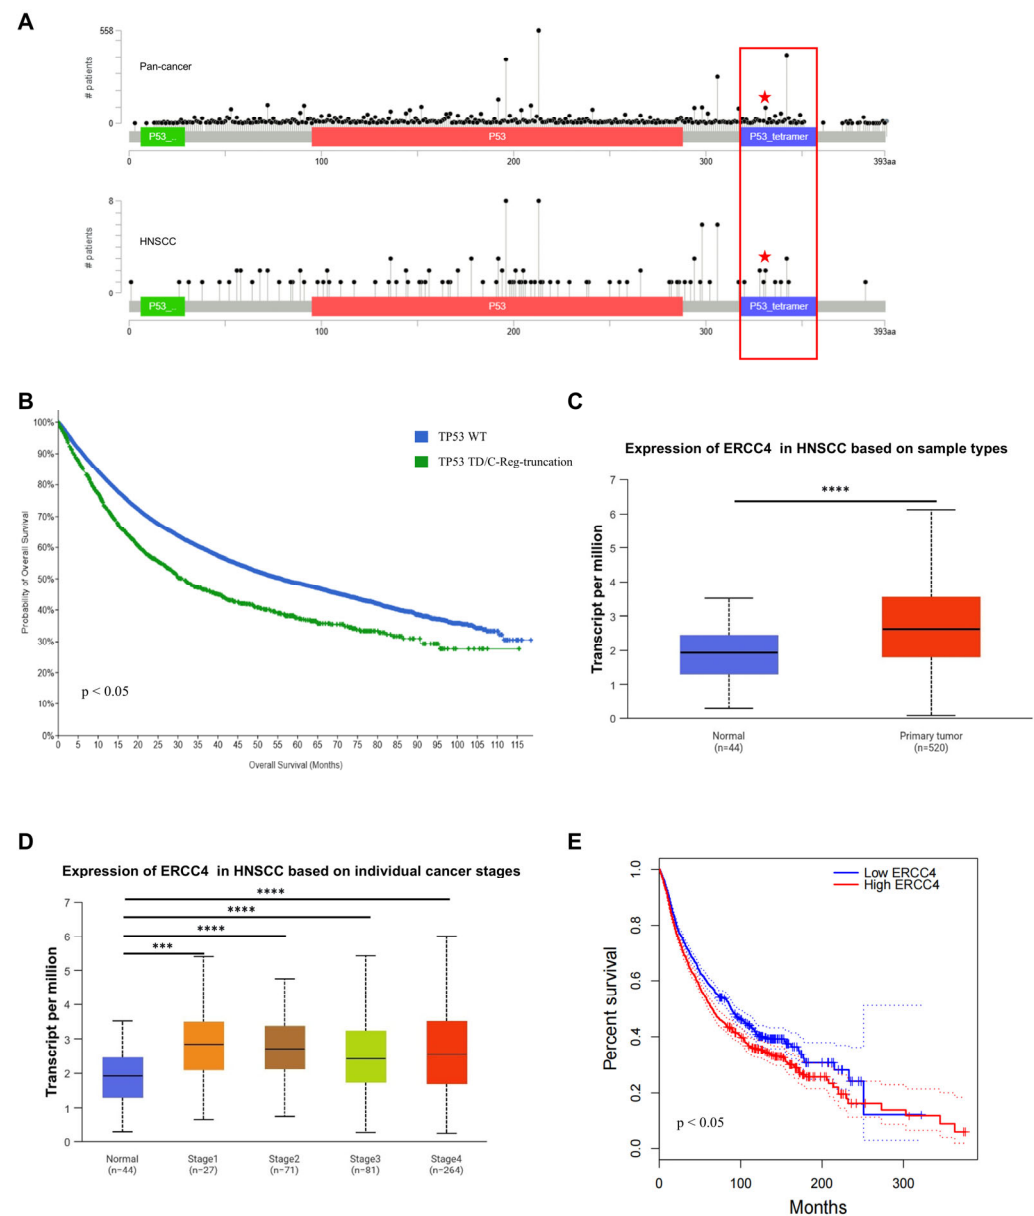 A
558
# patients
Pan-cancer
0
P53_..
P53
P53_tetramer
0
100
200
300
393aa
8
# patients
HNSCC
0
P53_..
P53
P53_tetramer
0
100
200
300
393aa
B
100%
90%
80%
70%
60%
50%
40%
30%
20%
10%
0%
Probability of Overall Survival
TP53 WT
TP53 TD/C-Reg-truncation
p < 0.05
0 5 10 15 20 25 30 35 40 45 50 55 60 65 70 75 80 85 90 95 100 105 110 115
Overall Survival (Months)
C
Expression of ERCC4 in HNSCC based on sample types
7
6
5
4
3
2
1
0
Transcript per million
****
Normal
(n=44)
Primary tumor
(n=520)
D
Expression of ERCC4 in HNSCC based on individual cancer stages
7
6
5
4
3
2
1
0
Transcript per million
****
****
****
***
Normal
(n=44)
Stage1
(n=27)
Stage2
(n=71)
Stage3
(n=81)
Stage4
(n=264)
E
1.0
0.8
0.6
0.4
0.2
0.0
Percent survival
Low ERCC4
High ERCC4
p < 0.05
0 100 200 300
Months